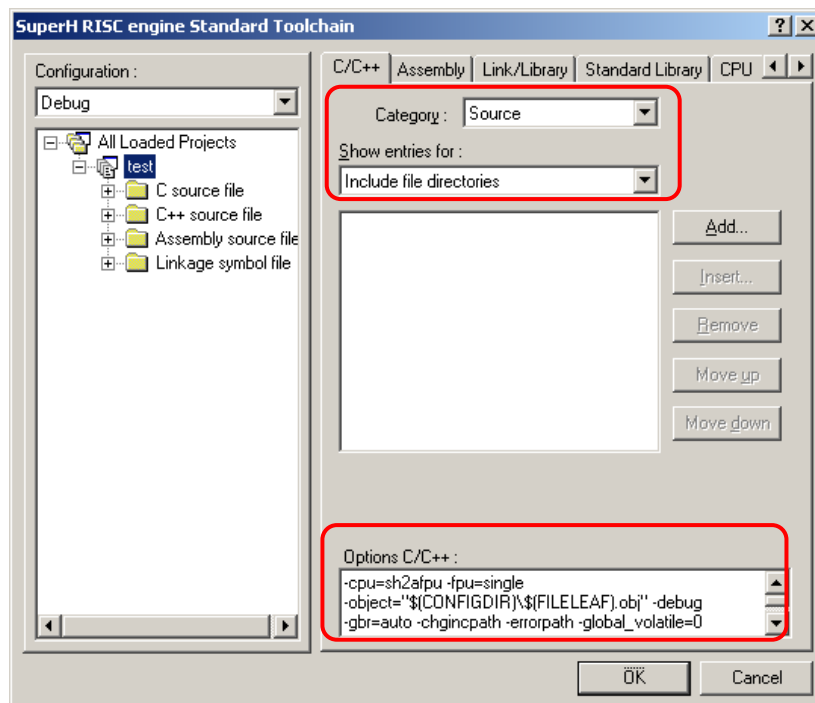 SuperH RISC engine Standard Toolchain
Configuration :
Debug
All Loaded Projects
test
C source file
C++ source file
Assembly source file
Linkage symbol file
C/C++
Assembly
Link/Library
Standard Library
CPU
Category :
Source
Show entries for :
Include file directories
Add...
Insert...
Remove
Move up
Move down
Options C/C++ :
-cpu=sh2afpu -fpu=single
-object="$(CONFIGDIR)\$(FILELEAF).obj" -debug
-gbr=auto -chgincpath -errorpath -global_volatile=0
OK
Cancel